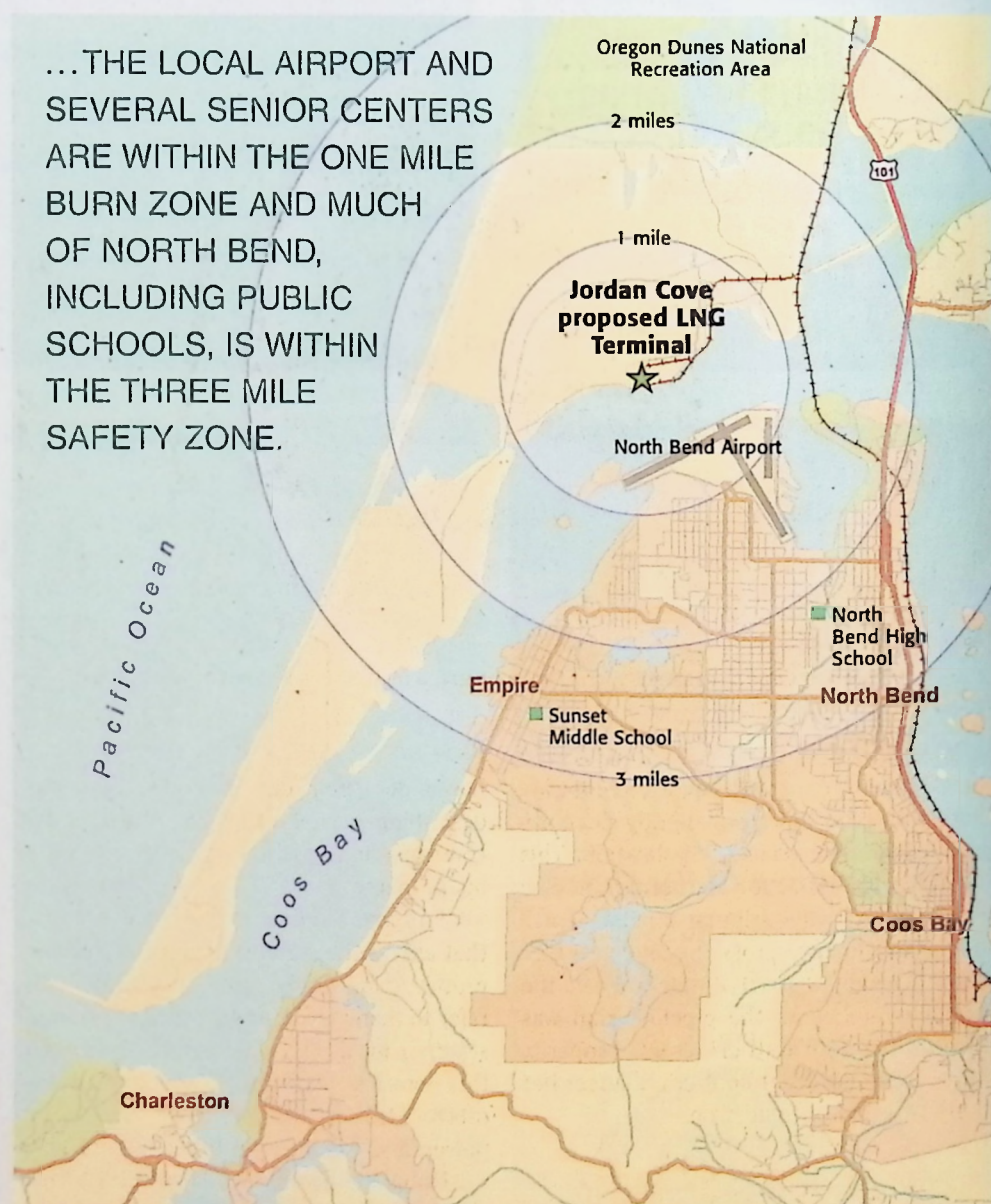 ...THE LOCAL AIRPORT AND
SEVERAL SENIOR CENTERS
ARE WITHIN THE ONE MILE
BURN ZONE AND MUCH
OF NORTH BEND,
INCLUDING PUBLIC
SCHOOLS, IS WITHIN
THE THREE MILE
SAFETY ZONE.
Oregon Dunes National
Recreation Area
2 miles
101
1 mile
Jordan Cove
proposed LNG
Terminal
North Bend Airport
Pacific Ocean
North
Bend High
School
Empire
North Bend
Sunset
Middle School
3 miles
Coos Bay
Coos Bay
Charleston